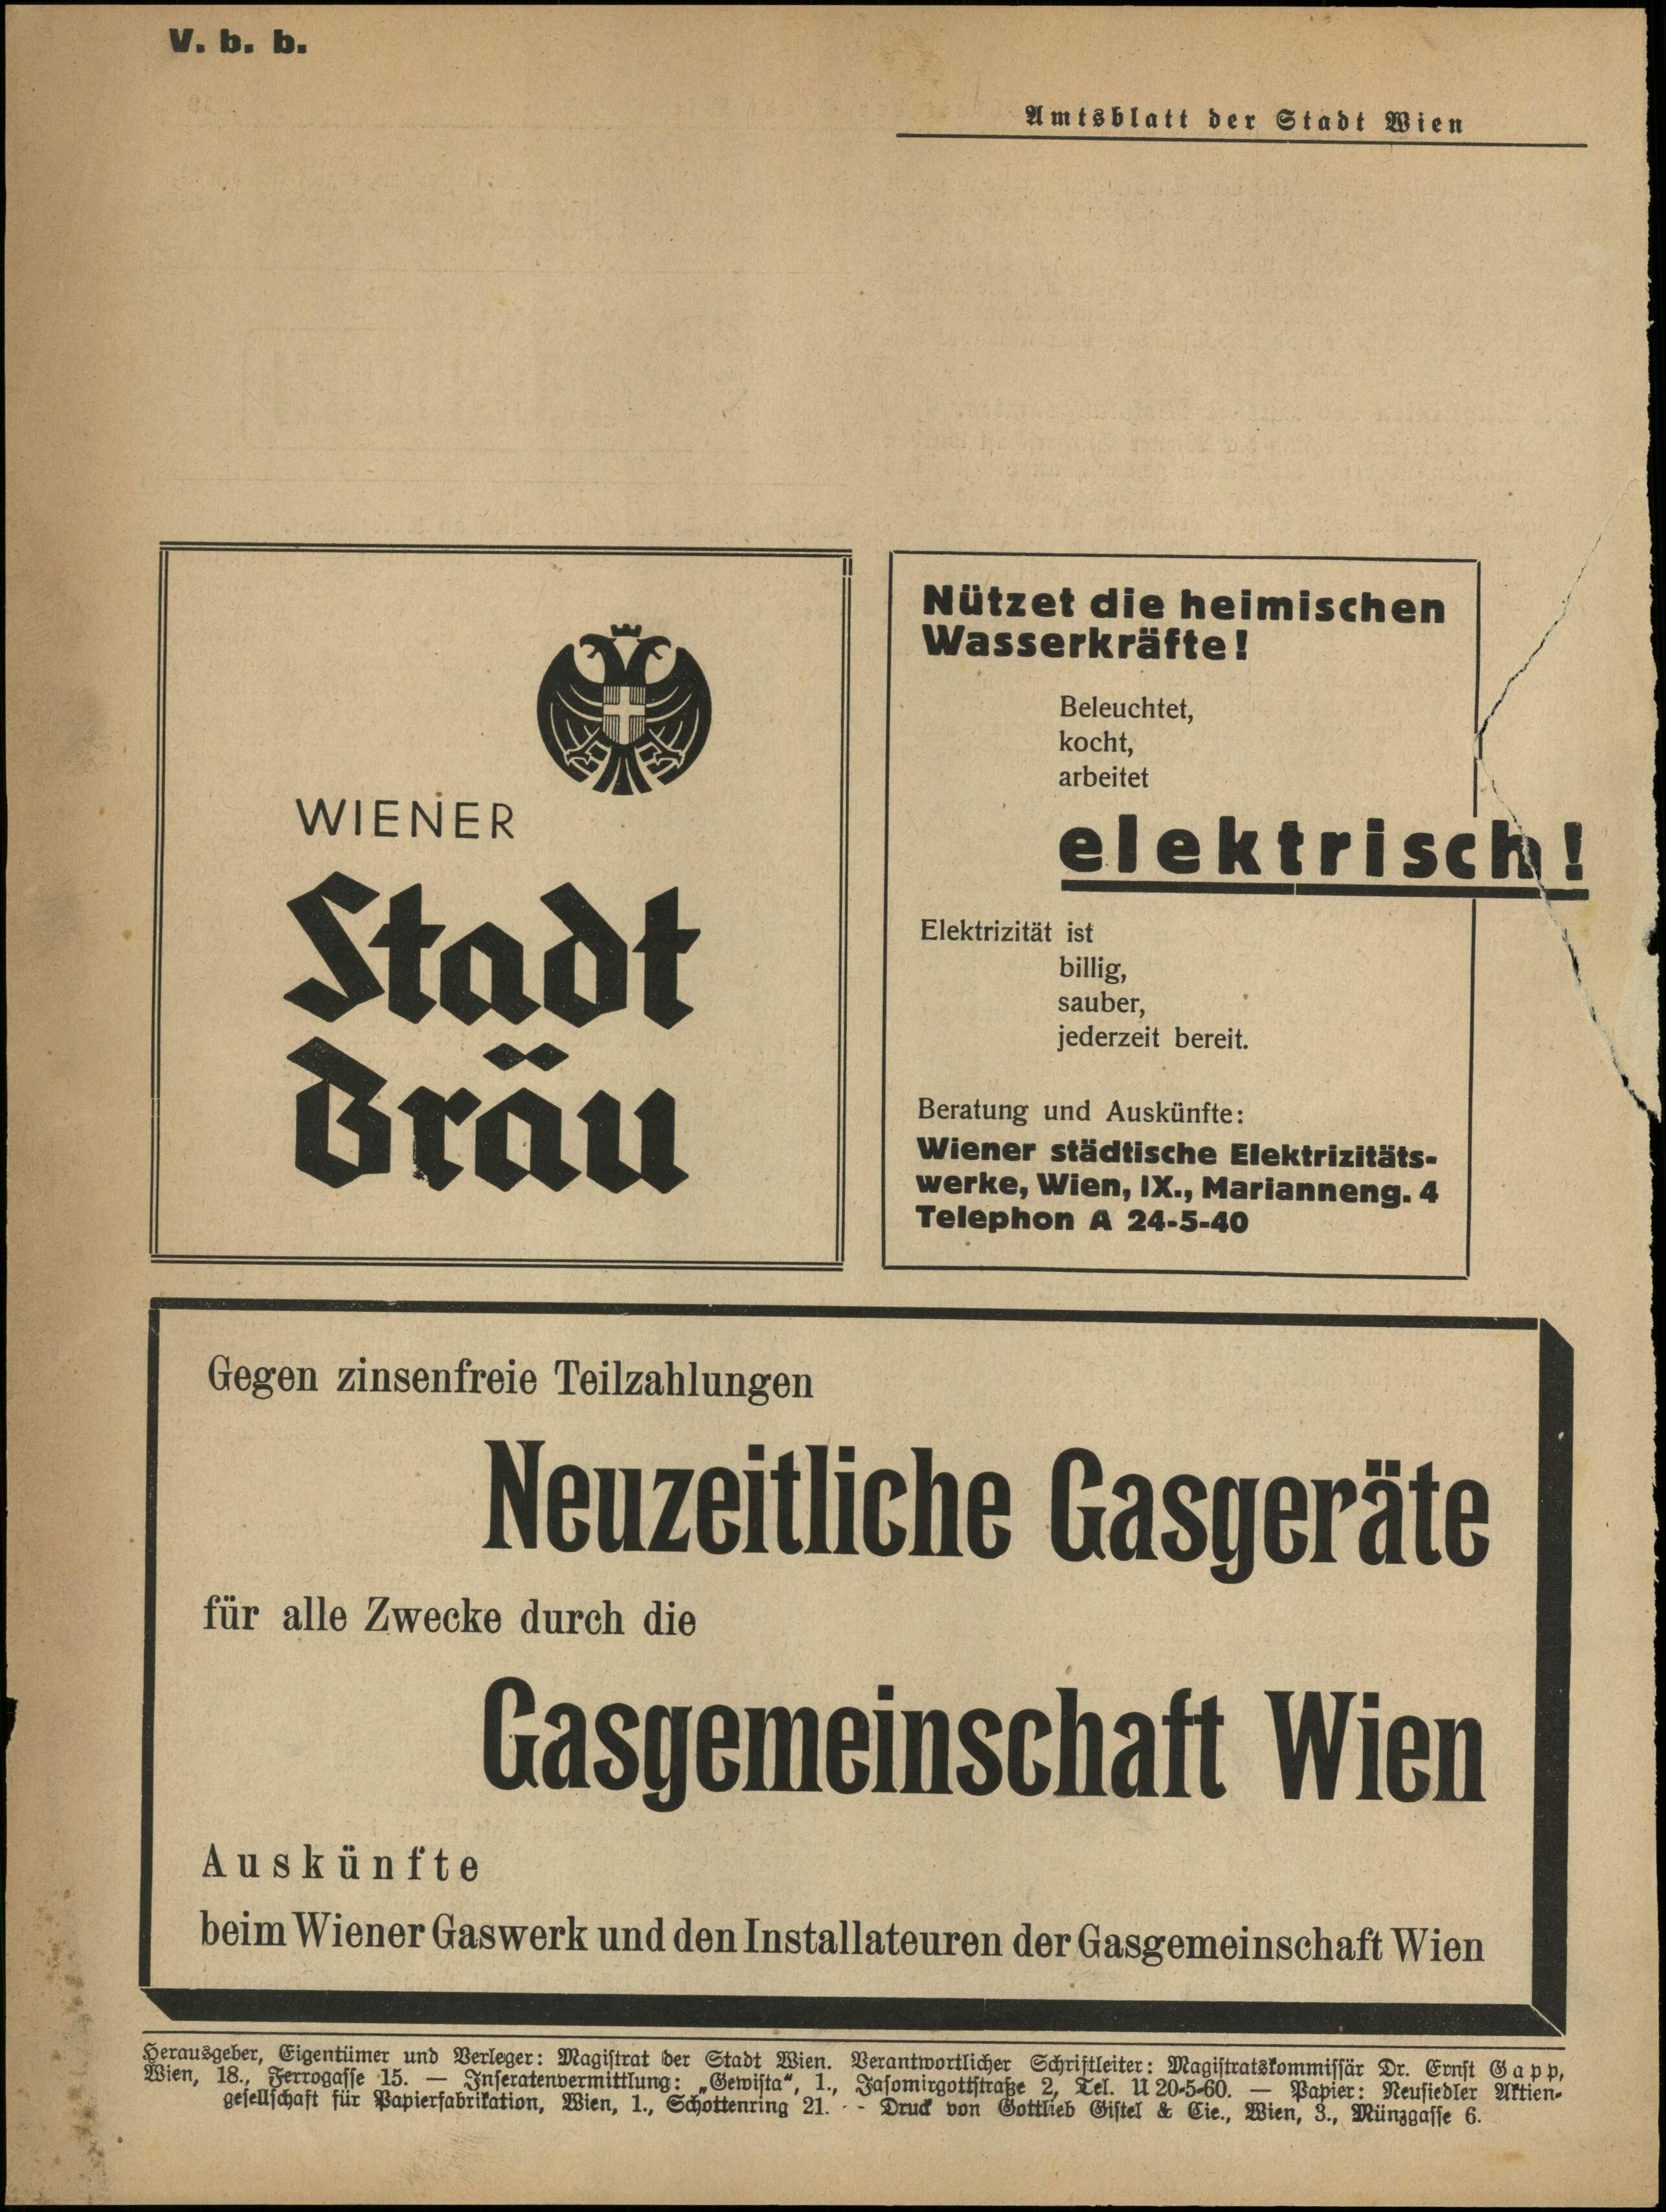 V. b. b.
Amtsblatt der Stadt Wien
WIENER
Stadt
Bräu
Nützet die heimischen
Wasserkräfte!
Beleuchtet,
kocht,
arbeitet
elektrisch!
Elektrizität ist
billig,
sauber,
jederzeit bereit.
Beratung und Auskünfte:
Wiener städtische Elektrizitäts-
werke, Wien, IX., Marianneng. 4
Telephon A 24-5-40
Gegen zinsenfreie Teilzahlungen
Neuzeitliche Gasgeräte
für alle Zwecke durch die
Gasgemeinschaft Wien
Auskünfte
beim Wiener Gaswerk und den Installateuren der Gasgemeinschaft Wien
Herausgeber, Eigentümer und Verleger: Magistrat der Stadt Wien. Verantwortlicher Schriftleiter: Magistratskommissär Dr. Ernst Gapp,
Wien, 18., Ferrogasse 15. — Inseratenvermittlung: „Gewista", 1., Jasomirgottstraße 2, Tel. U 20-5-60. — Papier: Neusiedler Aktien-
gesellschaft für Papierfabrikation, Wien, 1., Schottenring 21. - - Druck von Gottlieb Gistel & Cie., Wien, 3., Münzgasse 6.